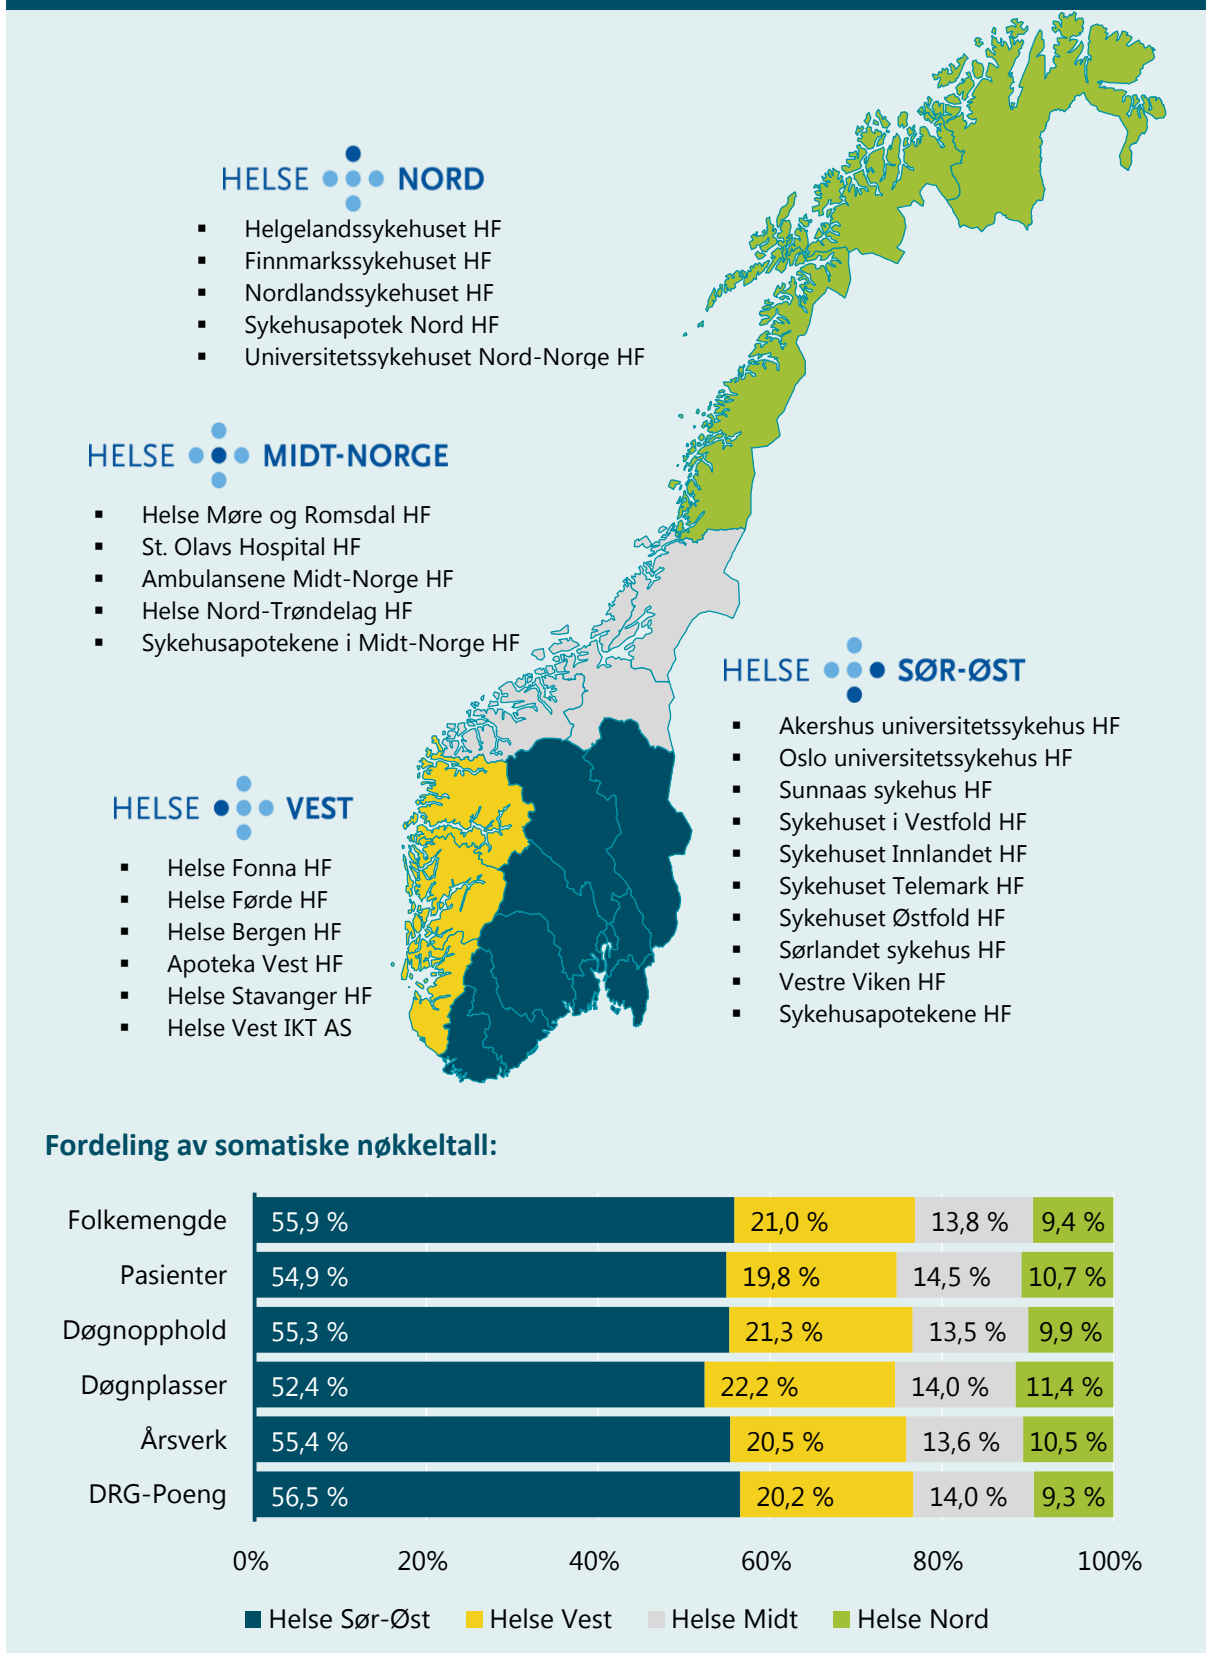 HELSE NORD
▪ Helgelandssykehuset HF
▪ Finnmarkssykehuset HF
▪ Nordlandssykehuset HF
▪ Sykehusapotek Nord HF
▪ Universitetssykehuset Nord-Norge HF
HELSE MIDT-NORGE
▪ Helse Møre og Romsdal HF
▪ St. Olavs Hospital HF
▪ Ambulansene Midt-Norge HF
▪ Helse Nord-Trøndelag HF
▪ Sykehusapotekene i Midt-Norge HF
HELSE SØR-ØST
▪ Akershus universitetssykehus HF
▪ Oslo universitetssykehus HF
▪ Sunnaas sykehus HF
▪ Sykehuset i Vestfold HF
▪ Sykehuset Innlandet HF
▪ Sykehuset Telemark HF
▪ Sykehuset Østfold HF
▪ Sørlandet sykehus HF
▪ Vestre Viken HF
▪ Sykehusapotekene HF
HELSE VEST
▪ Helse Fonna HF
▪ Helse Førde HF
▪ Helse Bergen HF
▪ Apoteka Vest HF
▪ Helse Stavanger HF
▪ Helse Vest IKT AS
Fordeling av somatiske nøkkeltall:
Folkemengde 55,9 % 21,0 % 13,8 % 9,4 %
Pasienter 54,9 % 19,8 % 14,5 % 10,7 %
Døgnopphold 55,3 % 21,3 % 13,5 % 9,9 %
Døgnplasser 52,4 % 22,2 % 14,0 % 11,4 %
Årsverk 55,4 % 20,5 % 13,6 % 10,5 %
DRG-Poeng 56,5 % 20,2 % 14,0 % 9,3 %
0% 20% 40% 60% 80% 100%
Helse Sør-Øst Helse Vest Helse Midt Helse Nord